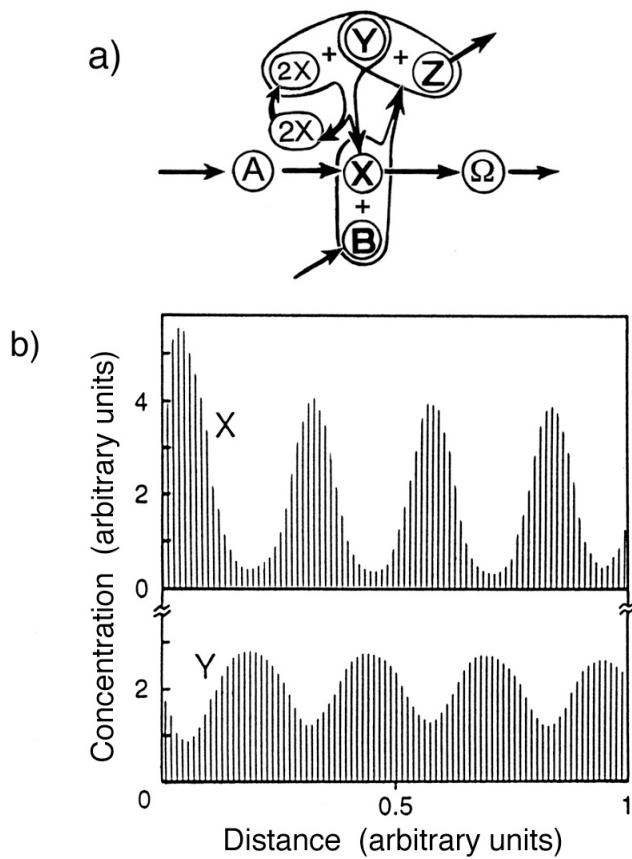 a)
Y
+ +
2X Z
2X
A X Ω
+
B
b)
Concentration (arbitrary units)
4
X
2
0
Y
2
0 0.5 1
Distance (arbitrary units)